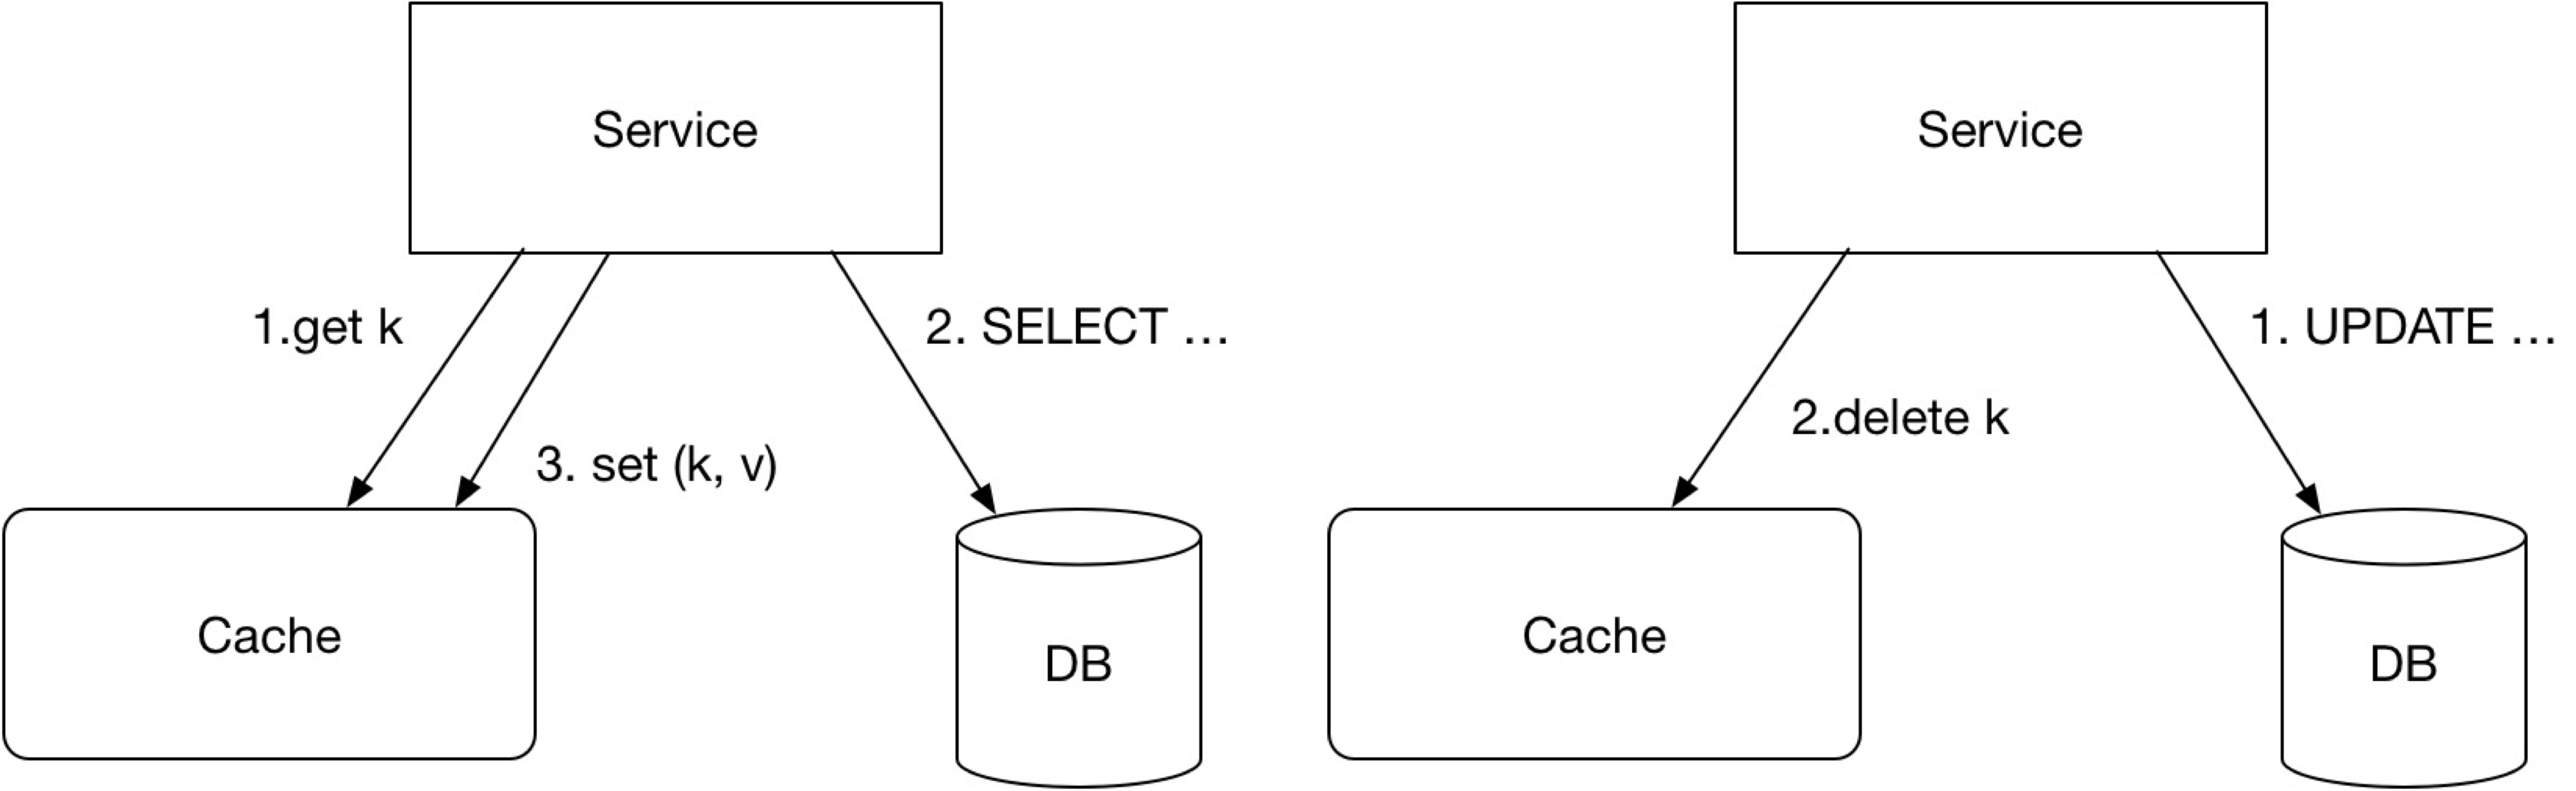 Service
1.get k
2. SELECT ...
3. set (k, v)
Cache
DB
Service
1. UPDATE ...
2.delete k
Cache
DB